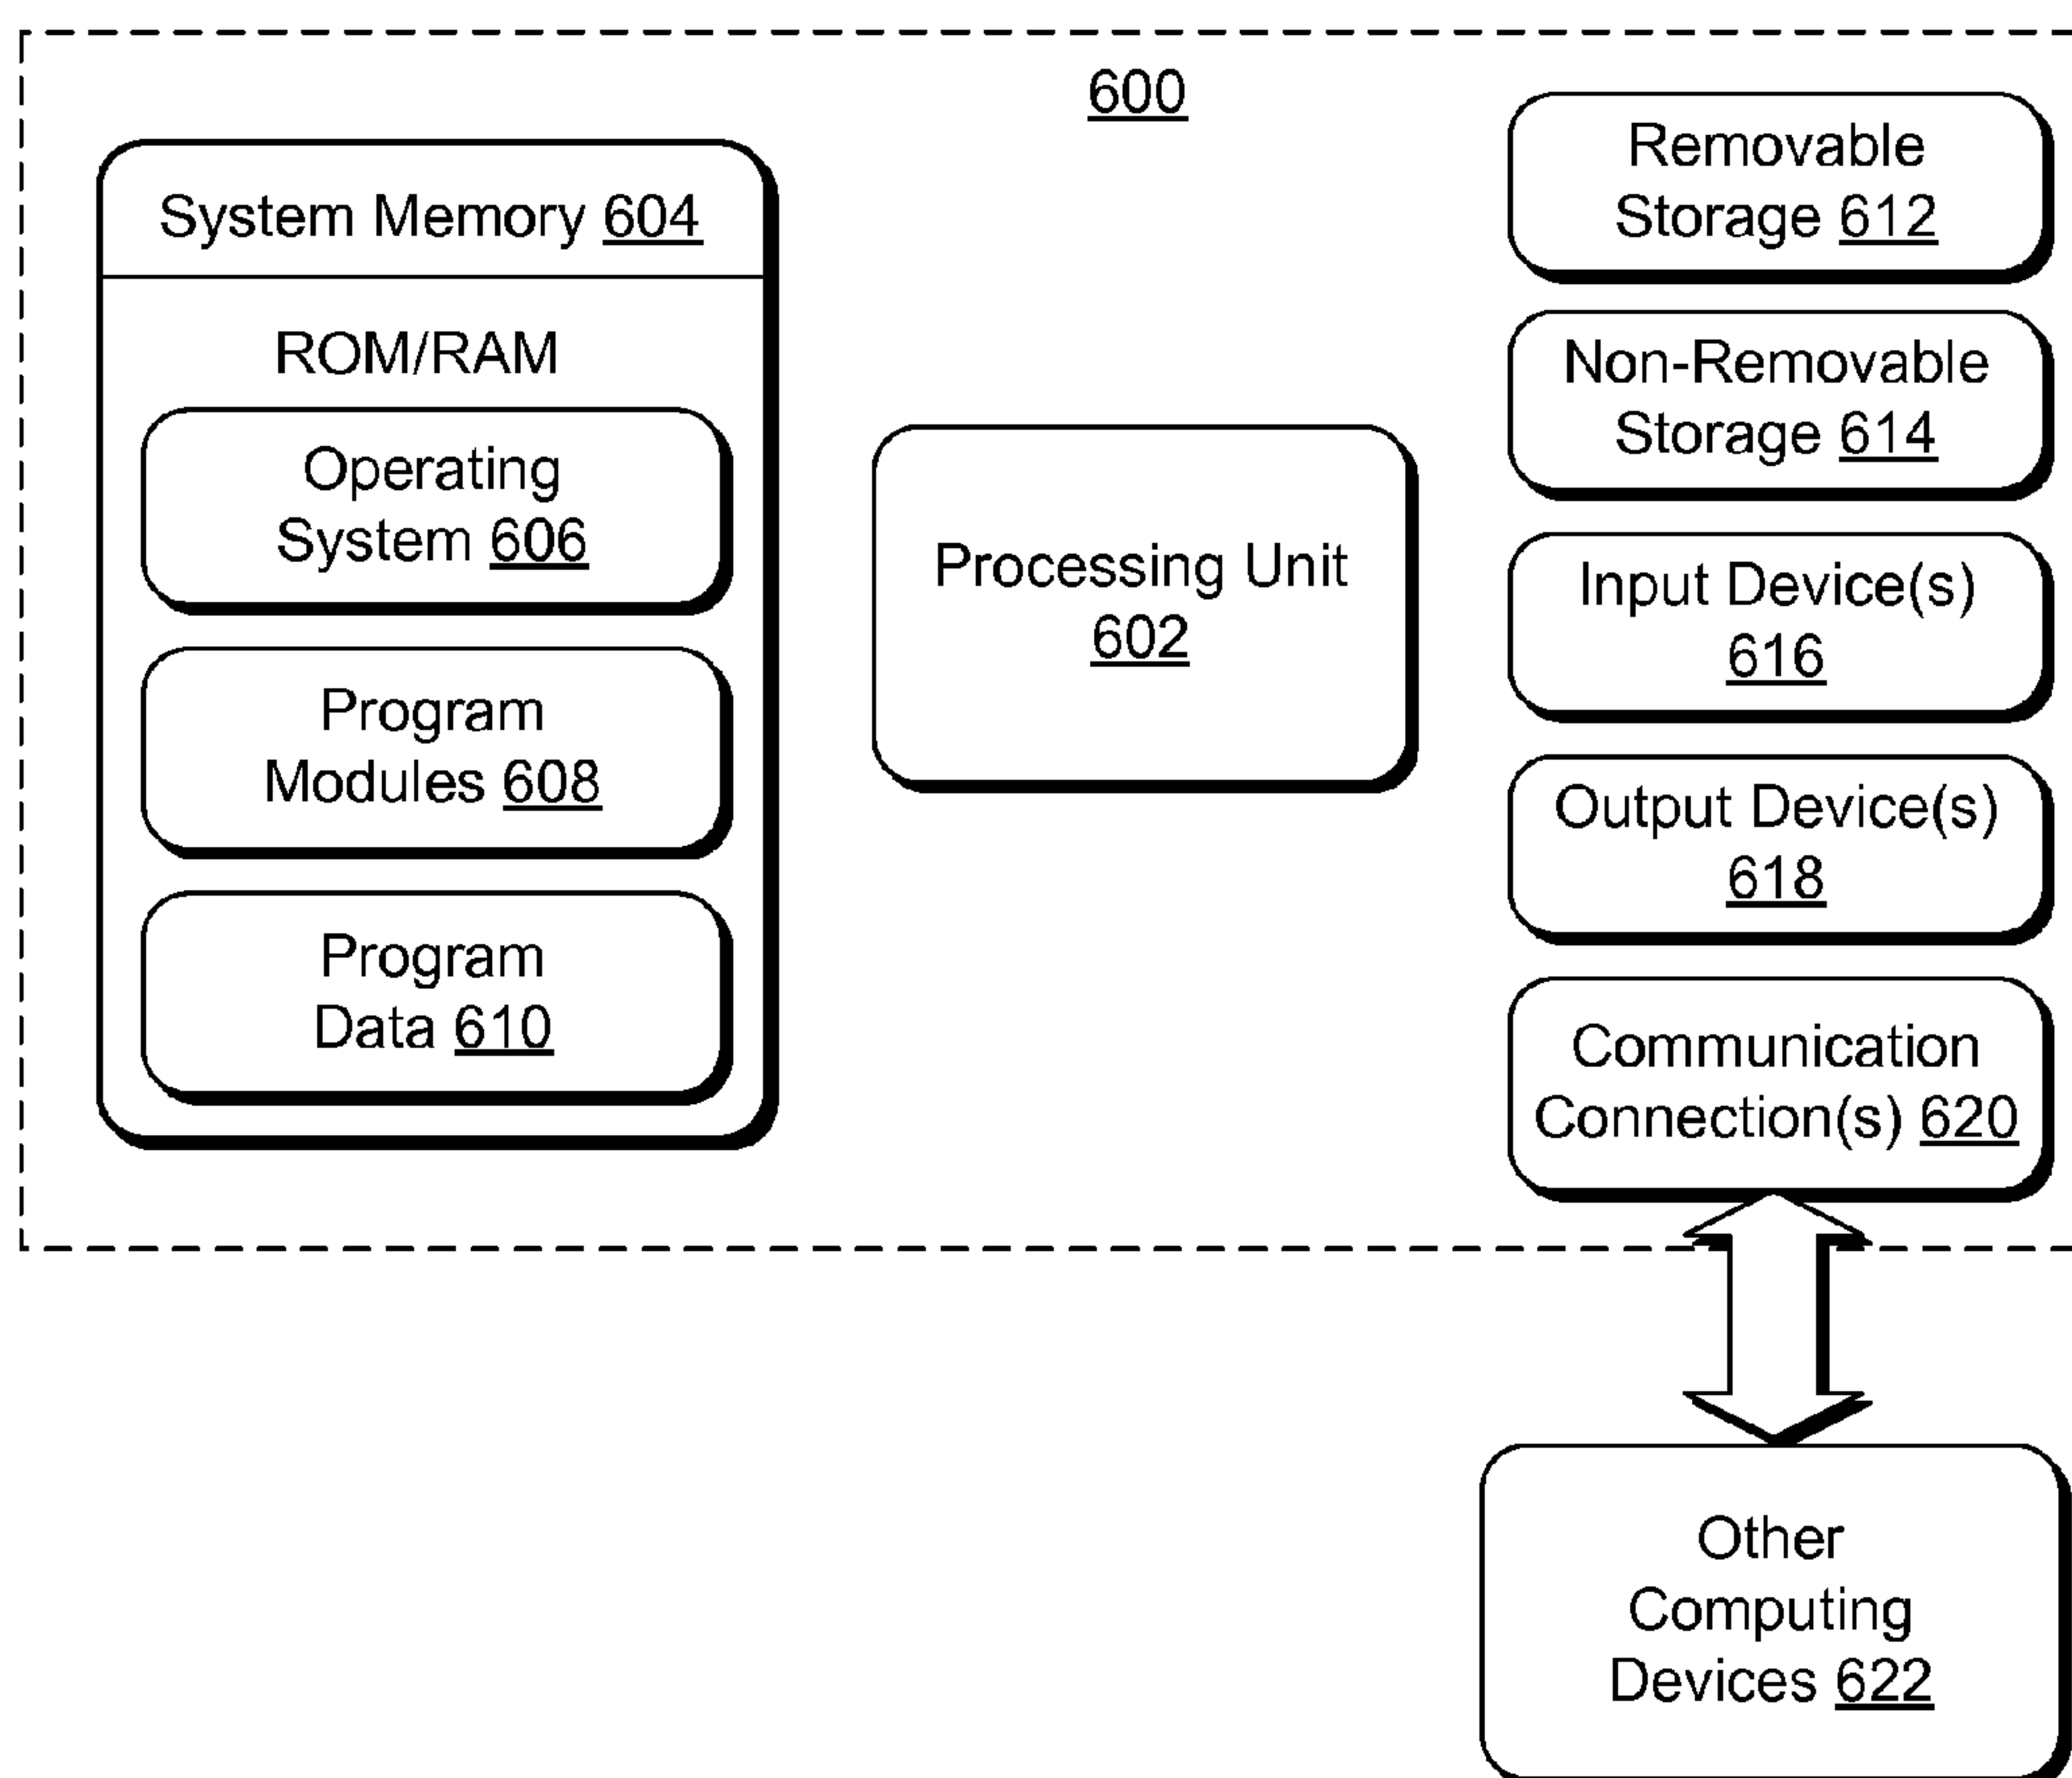 600
System Memory 604
ROM/RAM
Operating
System 606
Program
Modules 608
Program
Data 610
Processing Unit
602
Removable
Storage 612
Non-Removable
Storage 614
Input Device(s)
616
Output Device(s)
618
Communication
Connection(s) 620
Other
Computing
Devices 622